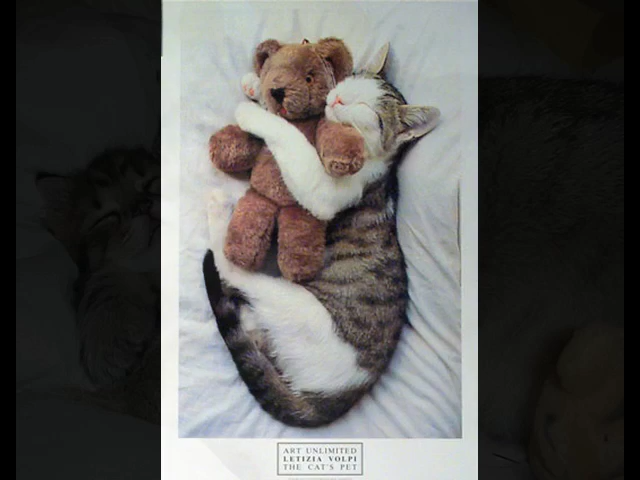 ART UNLIMITED
LETIZIA VOLPI
THE CAT'S PET